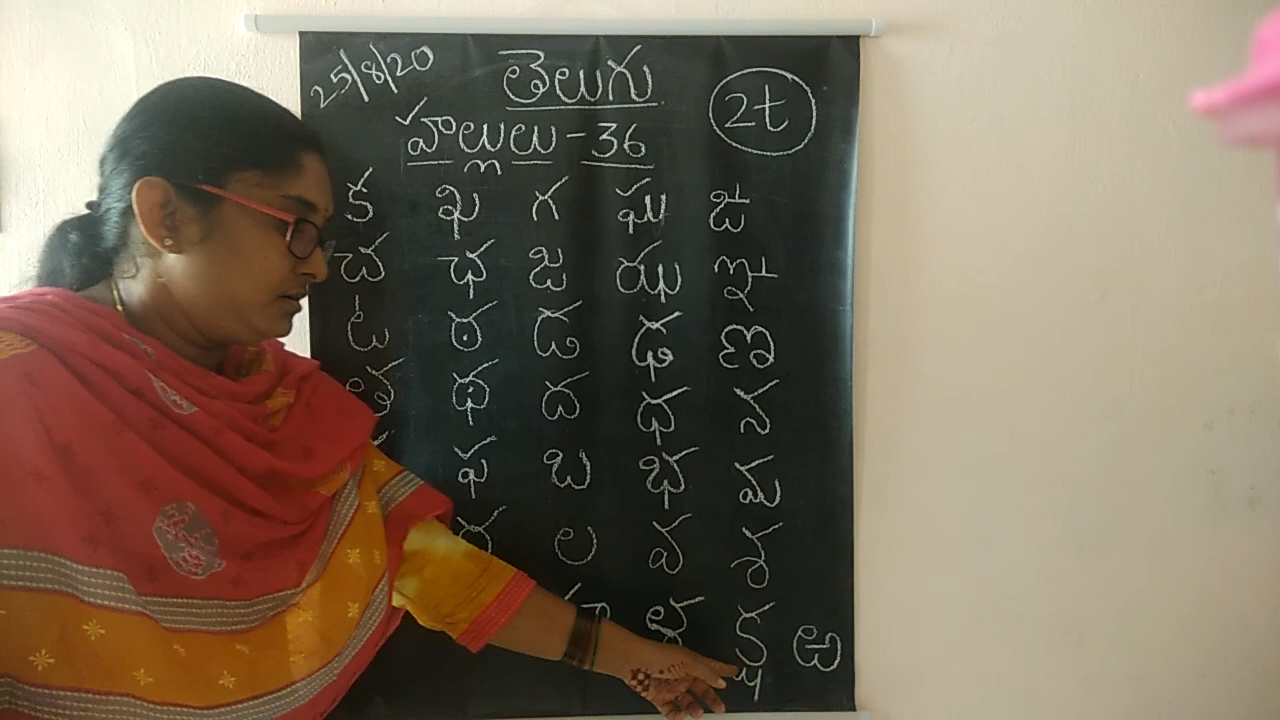 25/8/20
తెలుగు
2t
హల్లులు - 36
క ఖ గ ఘ ఙ
చ ఛ జ ఝ ఞ
ట ఠ డ ఢ ణ
త థ ద ధ న
ఫ బ భ మ
ర ల వ శ
హ ళ క్ష ఱ